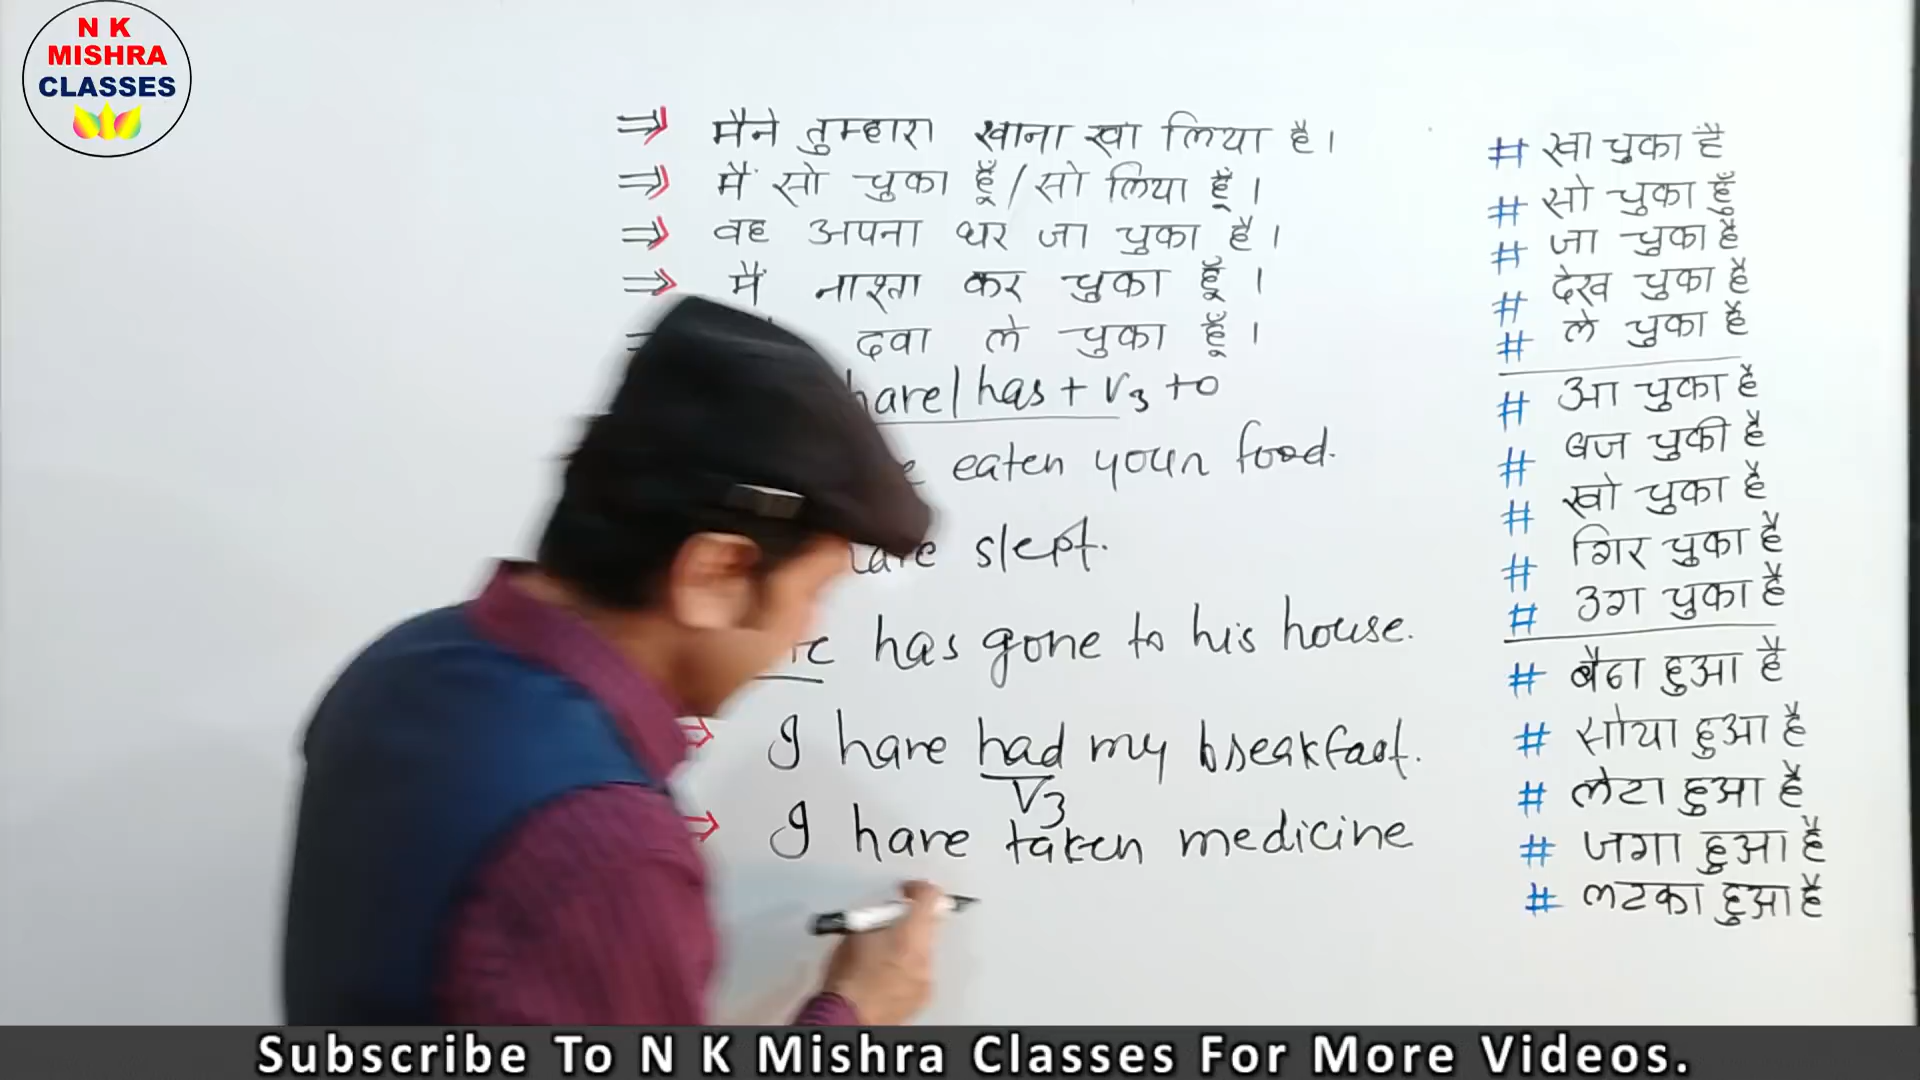 N K
MISHRA
CLASSES
⇒ मैने तुम्हारा खाना खा लिया है।
⇒ मैं सो चुका हूँ / सो लिया हूँ।
⇒ वह अपना घर जा चुका है।
⇒ मैं नाश्ता कर चुका हूँ।
दवा ले चुका हूँ।
have/has + V3 + O
eaten your food.
slept.
has gone to his house.
⇒ I have had my breakfast.
V3
⇒ I have taken medicine
# खा चुका है
# सो चुका हूँ
# जा चुका है
# देख चुका है
# ले चुका है
# आ चुका है
# बज चुकी है
# खो चुका है
# गिर चुका है
# उग चुका है
# बैठा हुआ है
# सोया हुआ है
# लेटा हुआ है
# जगा हुआ है
# लटका हुआ है
Subscribe To N K Mishra Classes For More Videos.